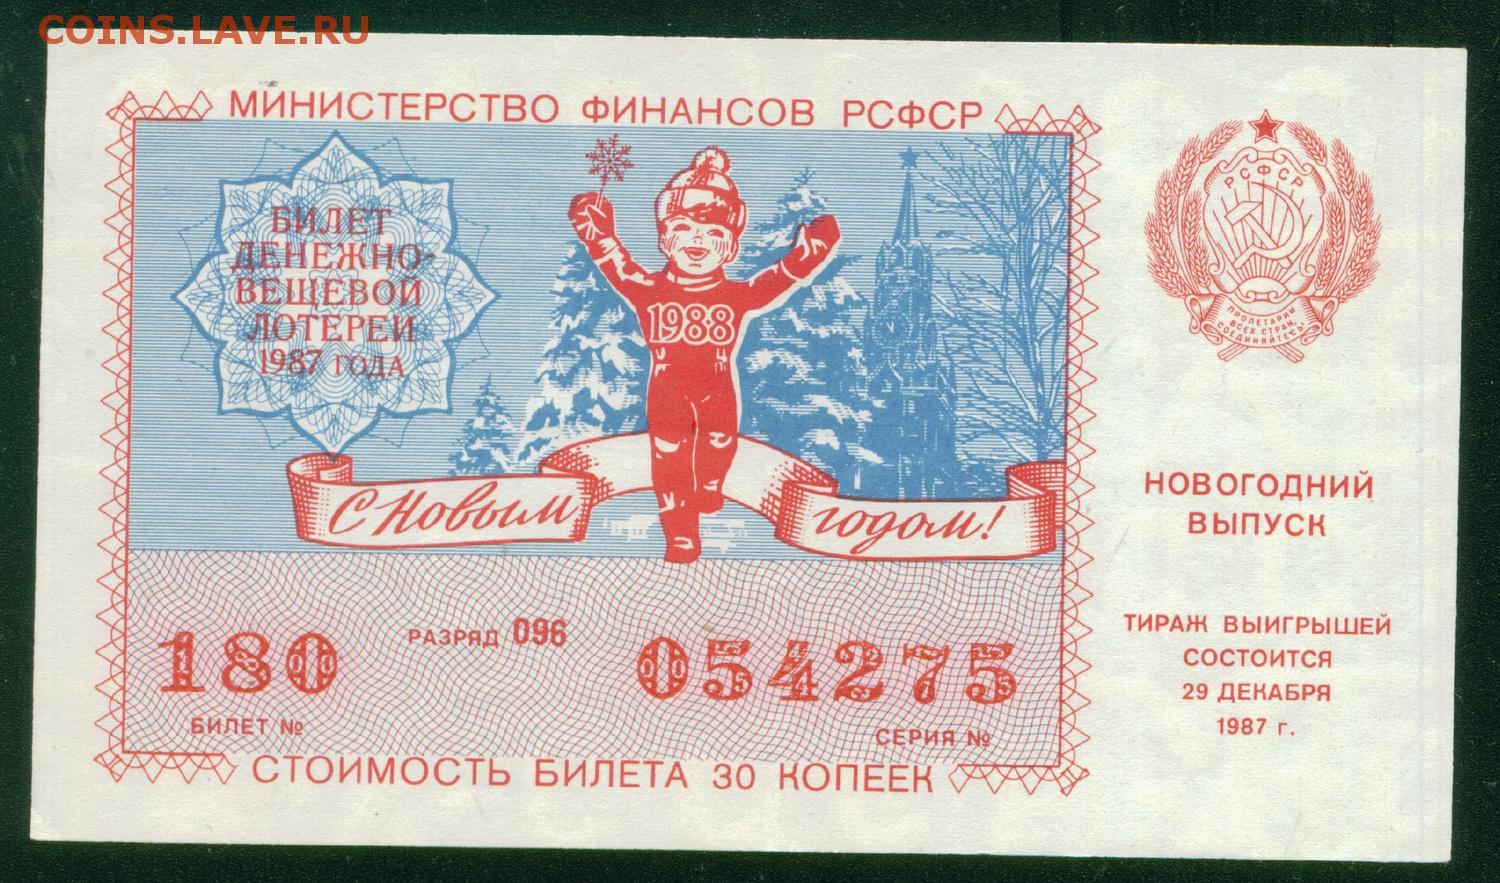 COINS.LAVE.RU
МИНИСТЕРСТВО ФИНАНСОВ РСФСР
БИЛЕТ
ДЕНЕЖНО-
ВЕЩЕВОЙ
ЛОТЕРЕИ
1987 ГОДА
1988
С Новым годом!
180
РАЗРЯД 096
054275
БИЛЕТ №
СЕРИЯ №
СТОИМОСТЬ БИЛЕТА 30 КОПЕЕК
РСФСР
ПРОЛЕТАРИИ
ВСЕХ СТРАН,
СОЕДИНЯЙТЕСЬ!
НОВОГОДНИЙ
ВЫПУСК
ТИРАЖ ВЫИГРЫШЕЙ
СОСТОИТСЯ
29 ДЕКАБРЯ
1987 г.